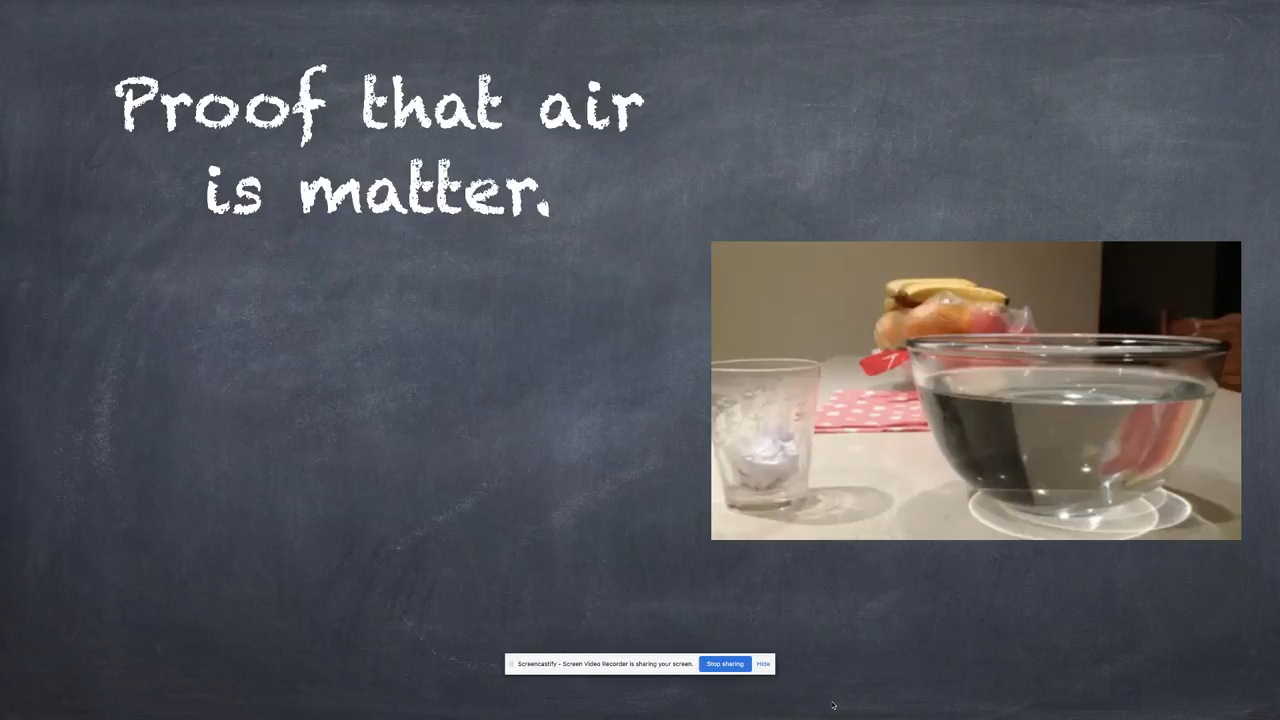 Proof that air
is matter.
Screencastify - Screen Video Recorder is sharing your screen.
Stop sharing
Hide